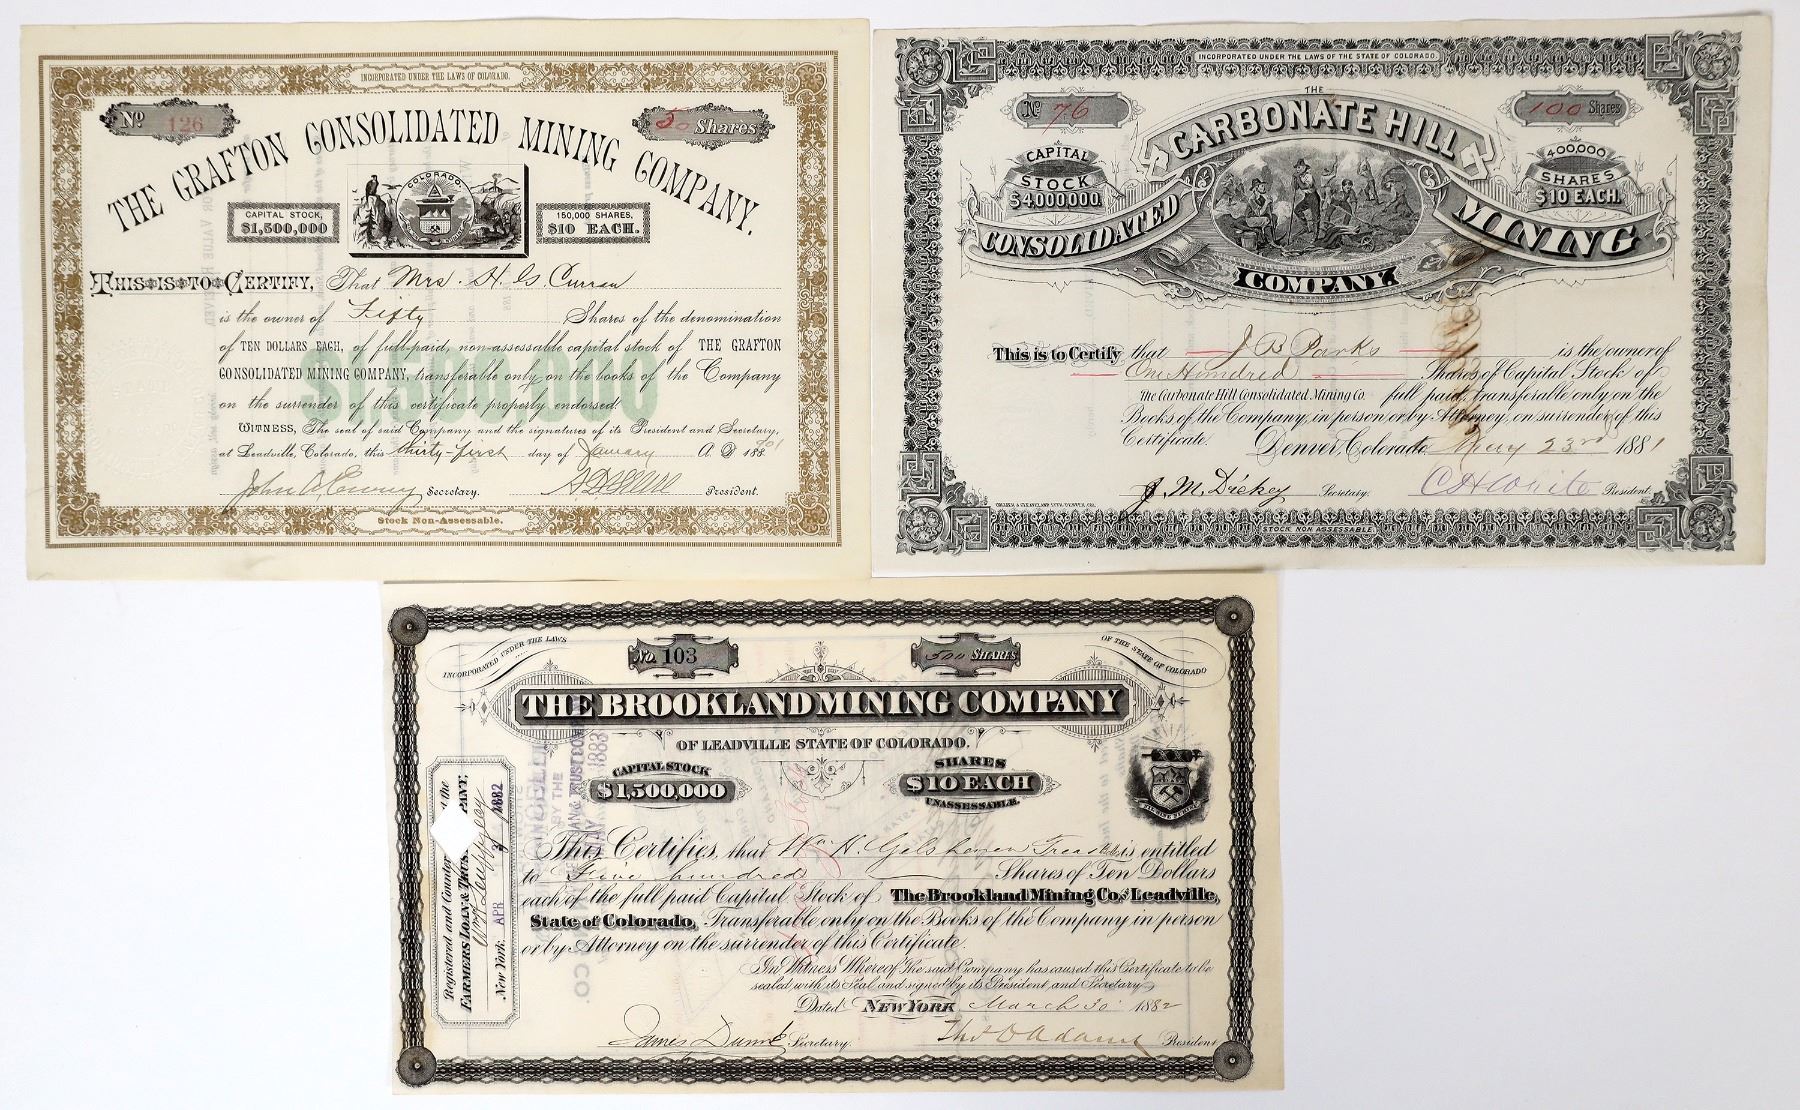 INCORPORATED UNDER THE LAWS OF COLORADO.
No 126
50 Shares
THE GRAFTON CONSOLIDATED MINING COMPANY.
COLORADO.
CAPITAL STOCK,
$1,500,000
150,000 SHARES,
$10 EACH.
THIS IS TO CERTIFY, That Mrs. H. G. Curran
is the owner of Fifty Shares of the denomination
of TEN DOLLARS EACH, of full-paid, non-assessable capital stock of THE GRAFTON
CONSOLIDATED MINING COMPANY, transferable only on the books of the Company
on the surrender of this certificate properly endorsed.
WITNESS, The seal of said Company and the signatures of its President and Secretary,
at Leadville, Colorado, this thirty-first day of January A. D. 188 901
Secretary. President.
Stock Non-Assessable.
INCORPORATED UNDER THE LAWS OF THE STATE OF COLORADO.
No 76
100 Shares
THE
CARBONATE HILL
CONSOLIDATED MINING
COMPANY.
CAPITAL
STOCK
$4,000,000.
400,000
SHARES
$10 EACH.
This is to Certify that J B Parks is the owner of
One Hundred Shares of Capital Stock of
The Carbonate Hill Consolidated Mining Co. full paid, transferable only on the
Books of the Company, in person or by Attorney, on surrender of this
Certificate. Denver, Colorado May 23rd 1881
J. M. Dickey Secretary. C H White President.
STOCK NON ASSESSABLE
INCORPORATED UNDER THE LAWS
OF THE STATE OF COLORADO
No. 103
500 SHARES
THE BROOKLAND MINING COMPANY
OF LEADVILLE STATE OF COLORADO.
CAPITAL STOCK
$1,500,000
SHARES
$10 EACH
UNASSESSABLE.
This Certifies, that Wm H. is entitled
to Five hundred Shares of Ten Dollars
each of the full paid Capital Stock of The Brookland Mining Co, of Leadville,
State of Colorado, Transferable only on the Books of the Company in person
or by Attorney on the surrender of this Certificate.
In Witness Whereof The said Company has caused this Certificate to be
sealed with its Seal and signed by its President and Secretary
Dated NEW YORK March 30 1882
James Secretary. Thos Adams President
Registered and the
FARMERS LOAN & TRUS PANY,
New York. APR 3 1882